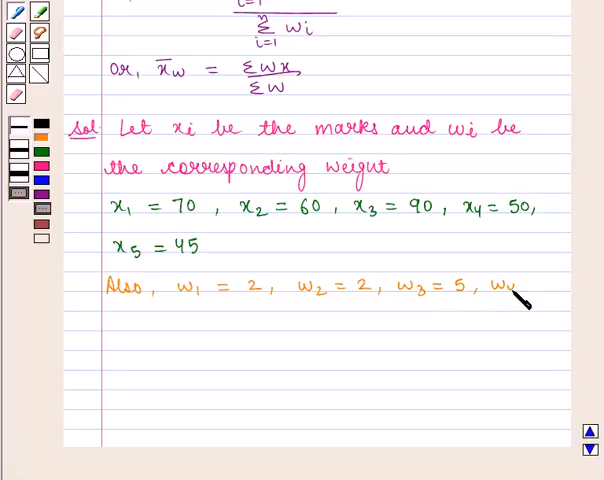 i=1
n
Σ wi
i=1
or, x̄w = Σwx
Σw
Sol Let xi be the marks and wi be
the corresponding weight
x1 = 70 , x2 = 60 , x3 = 90 , x4 = 50,
x5 = 45
Also, w1 = 2 , w2 = 2 , w3 = 5 , w4